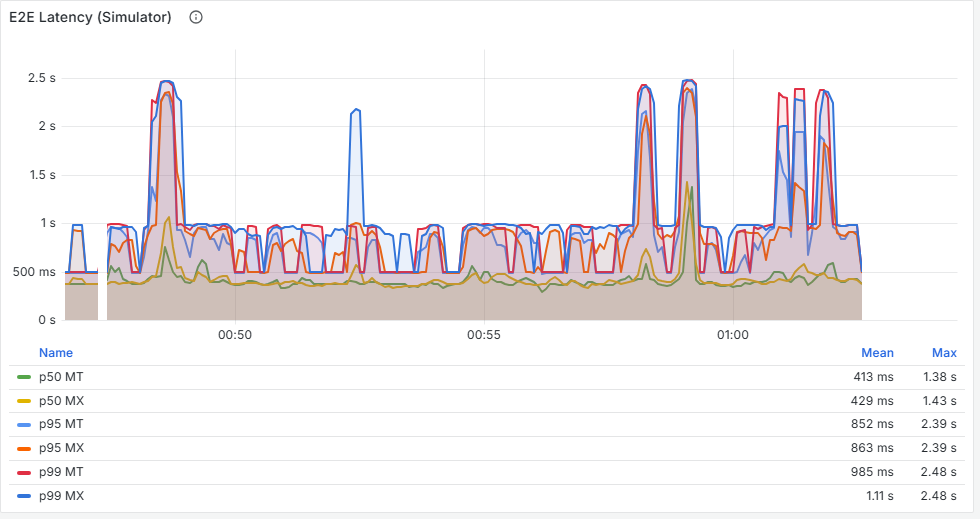 E2E Latency (Simulator)
2.5 s
2 s
1.5 s
1 s
500 ms
0 s
00:50 00:55 01:00
Name Mean Max
p50 MT 413 ms 1.38 s
p50 MX 429 ms 1.43 s
p95 MT 852 ms 2.39 s
p95 MX 863 ms 2.39 s
p99 MT 985 ms 2.48 s
p99 MX 1.11 s 2.48 s